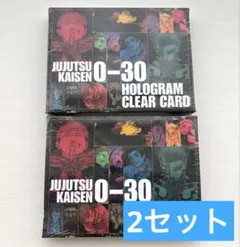 JUJUTSU
KAISEN 0-30
HOLOGRAM
CLEAR CARD
JUJUTSU
KAISEN 0-30
2セット